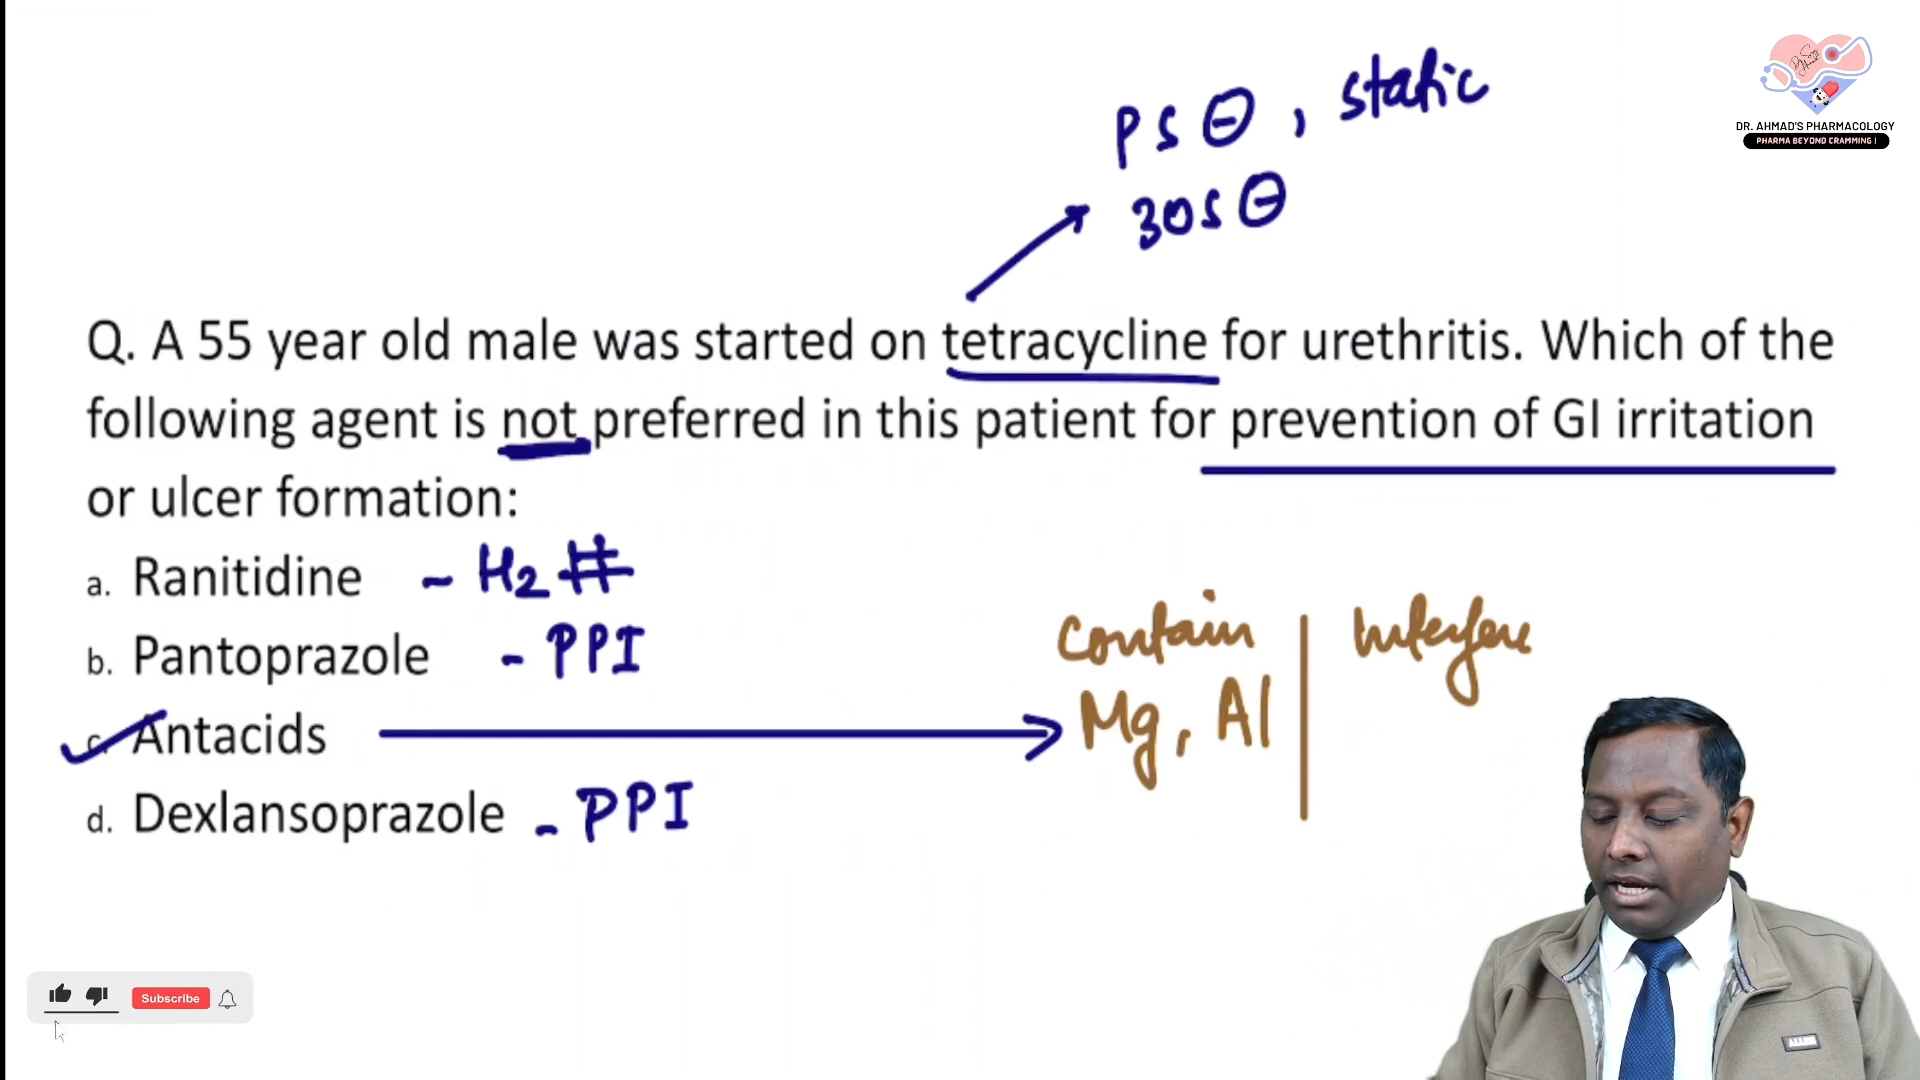 PS⊖, static
30S⊖
DR. AHMAD'S PHARMACOLOGY
PHARMA BEYOND CRAMMING !
Q. A 55 year old male was started on tetracycline for urethritis. Which of the
following agent is not preferred in this patient for prevention of GI irritation
or ulcer formation:
a. Ranitidine - H2 #
b. Pantoprazole - PPI
c. Antacids
d. Dexlansoprazole - PPI
Contain
Mg, Al
Interfere
Subscribe